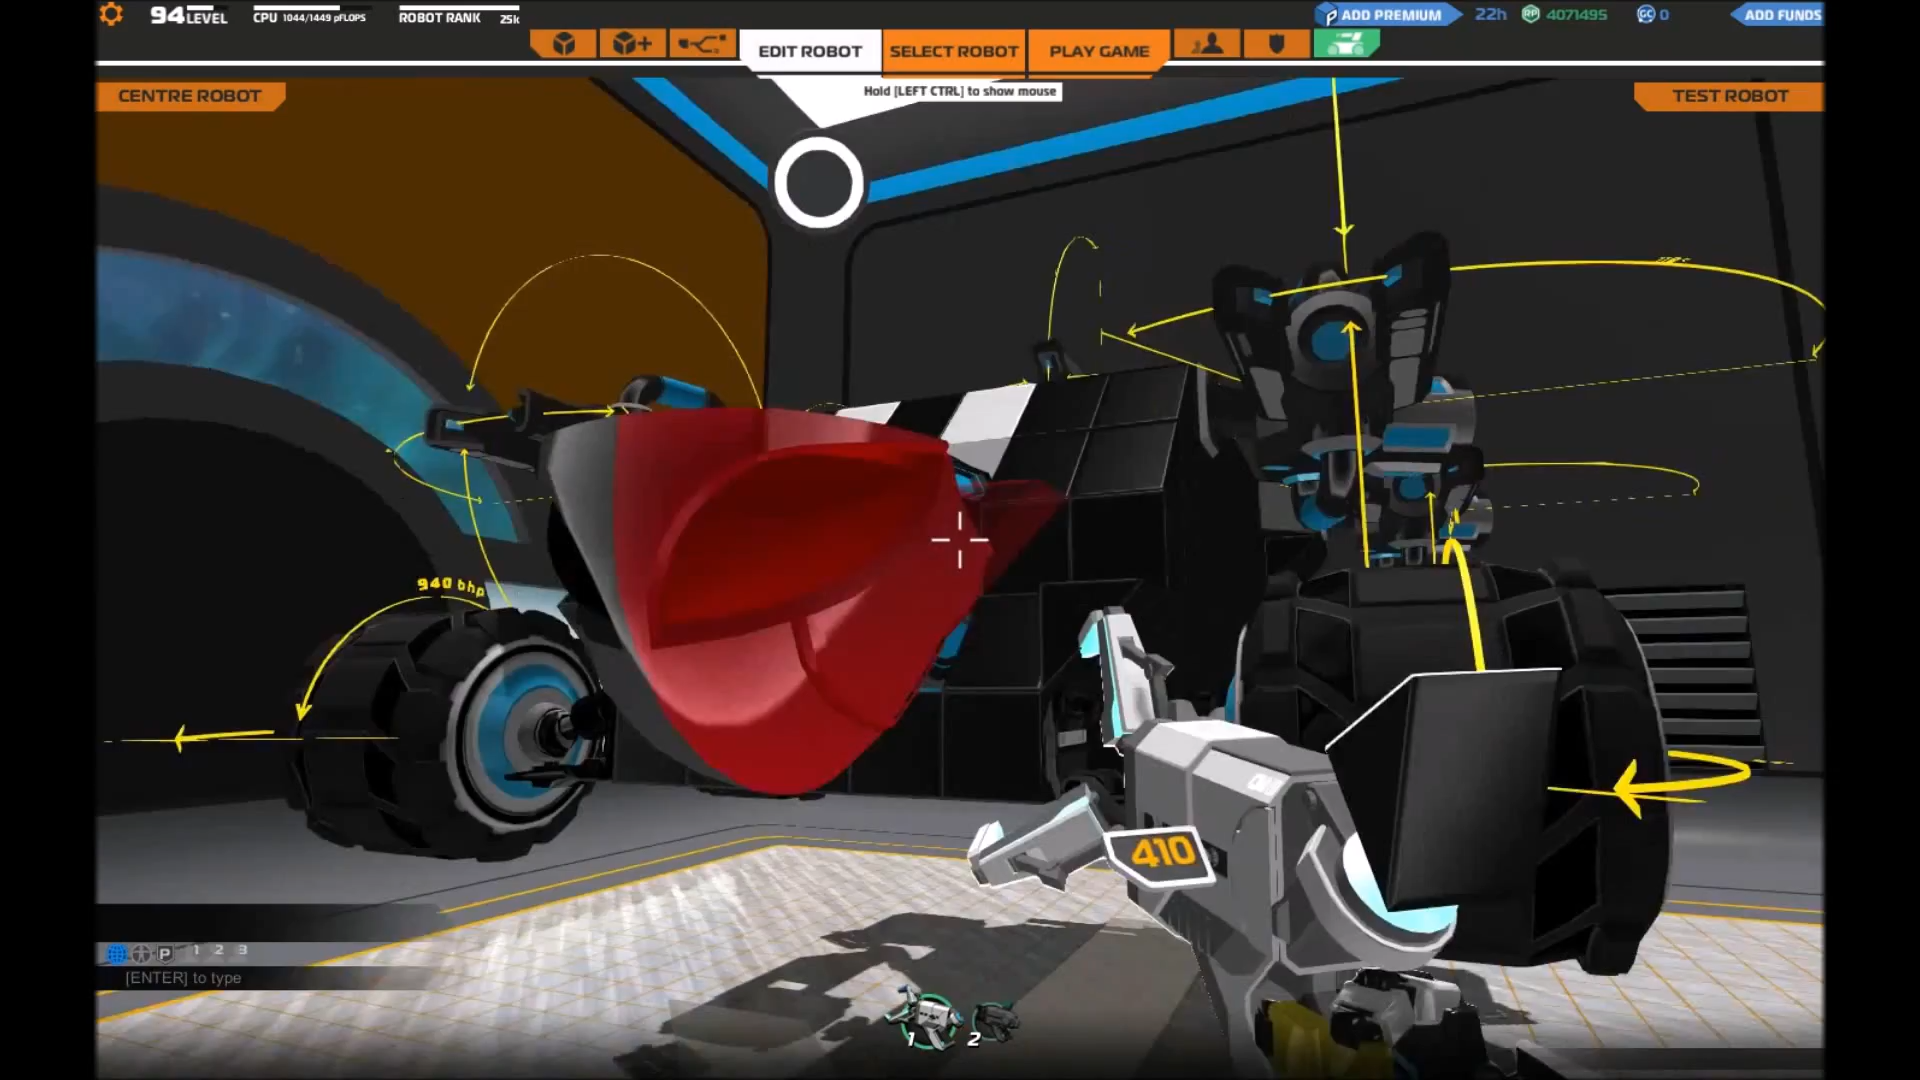 94 LEVEL
CPU 1044/1449 pFLOPS
ROBOT RANK 25k
ADD PREMIUM
22h
RP 4071495
GC 0
ADD FUNDS
EDIT ROBOT
SELECT ROBOT
PLAY GAME
Hold [LEFT CTRL] to show mouse
CENTRE ROBOT
TEST ROBOT
940 bhp
410
P 1 2 3
[ENTER] to type
1 2